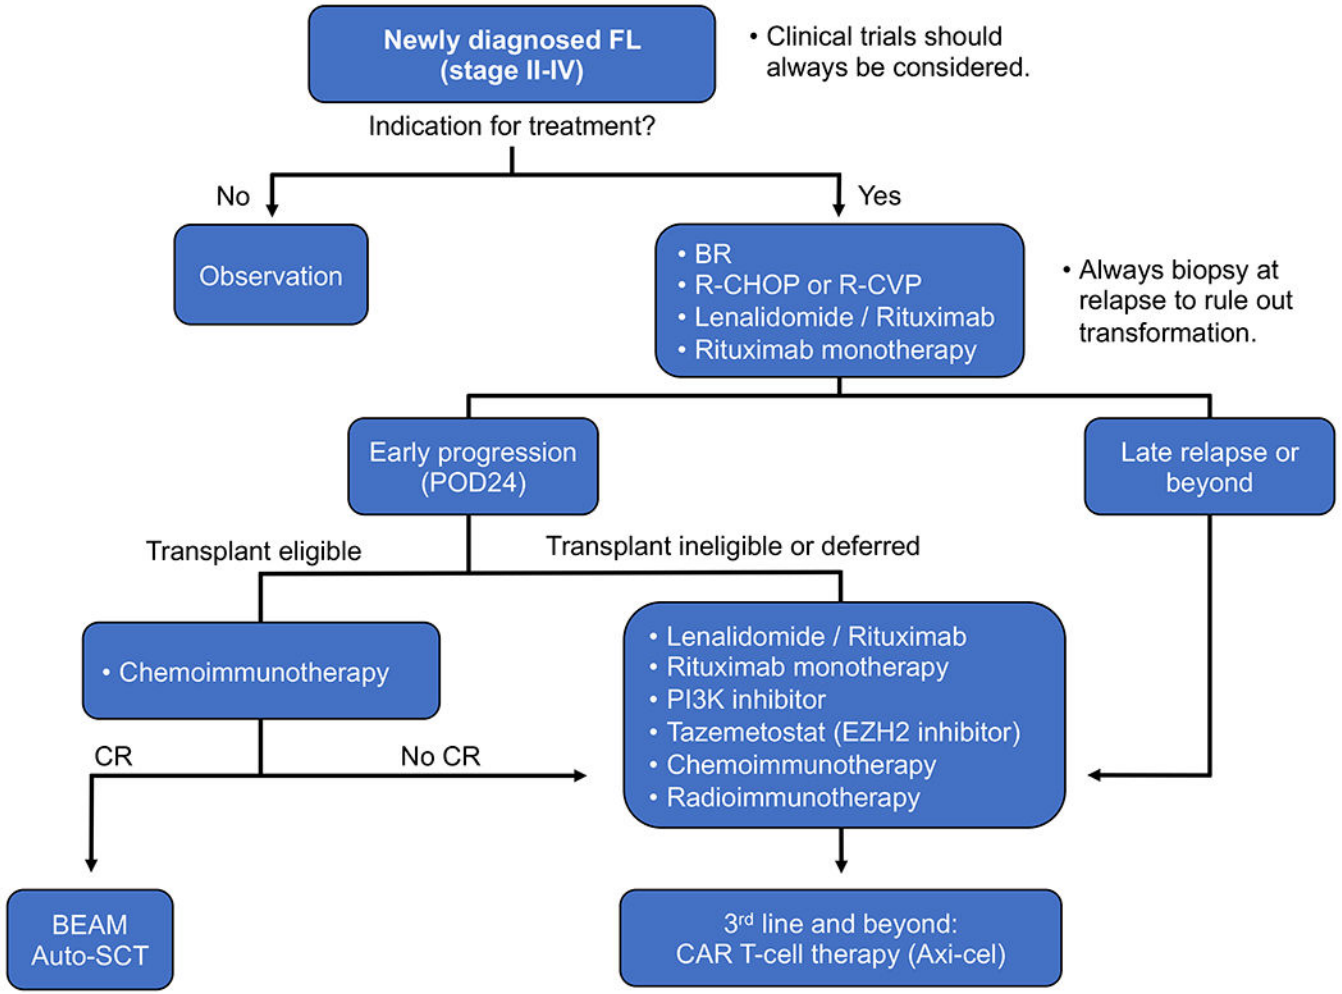 Newly diagnosed FL
(stage II-IV)
• Clinical trials should
always be considered.
Indication for treatment?
No
Yes
Observation
• BR
• R-CHOP or R-CVP
• Lenalidomide / Rituximab
• Rituximab monotherapy
• Always biopsy at
relapse to rule out
transformation.
Early progression
(POD24)
Late relapse or
beyond
Transplant eligible
Transplant ineligible or deferred
• Chemoimmunotherapy
• Lenalidomide / Rituximab
• Rituximab monotherapy
• PI3K inhibitor
• Tazemetostat (EZH2 inhibitor)
• Chemoimmunotherapy
• Radioimmunotherapy
CR
No CR
BEAM
Auto-SCT
3rd line and beyond:
CAR T-cell therapy (Axi-cel)